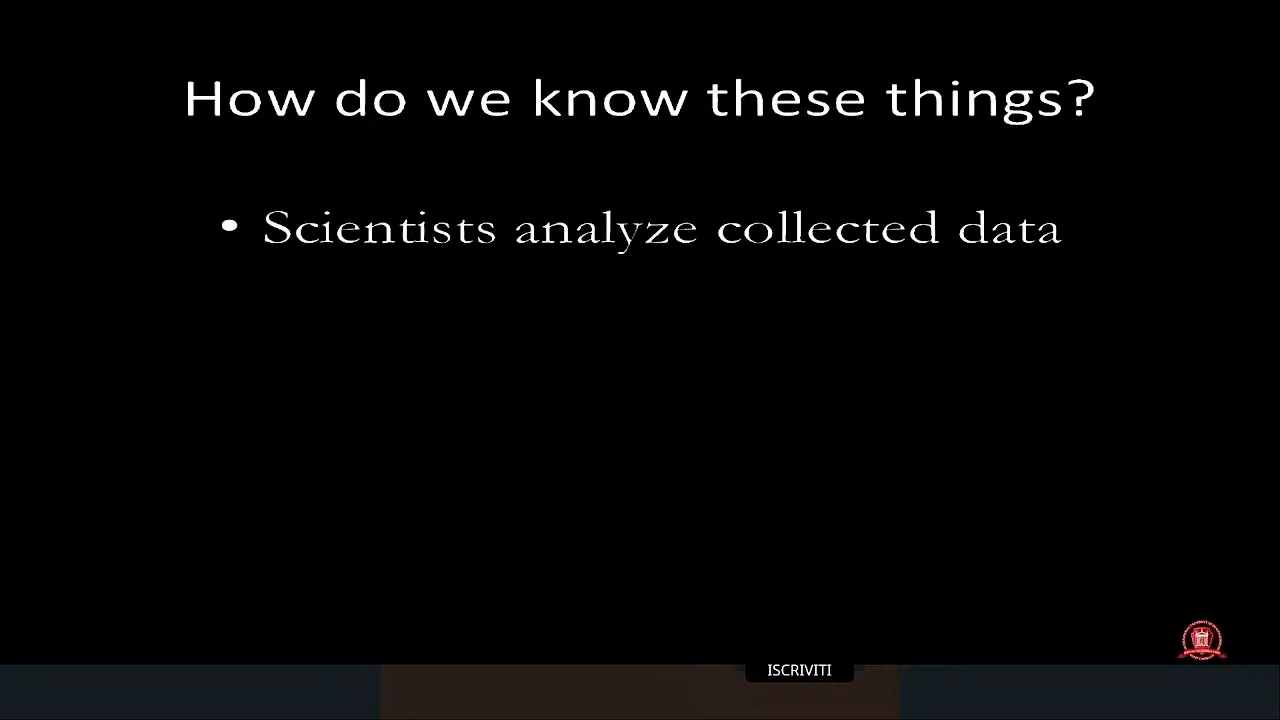 How do we know these things?
• Scientists analyze collected data
ISCRIVITI